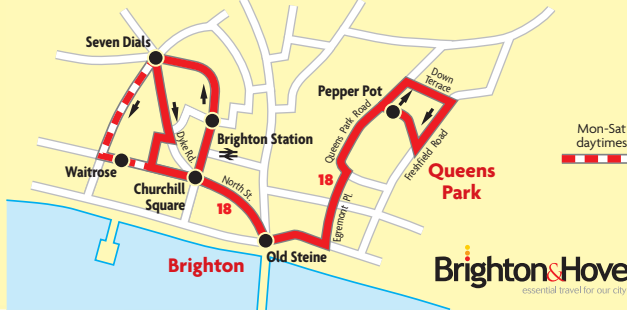 Seven Dials
Down
Terrace
Pepper Pot
Queens Park Road
Mon-Sat
daytimes
Dyke Rd.
Brighton Station
Freshfield Road
Waitrose
Queens
Park
18
Churchill
Square
North St.
18
Egremont Pl.
Old Steine
Brighton
Brighton&Hove
essential travel for our city